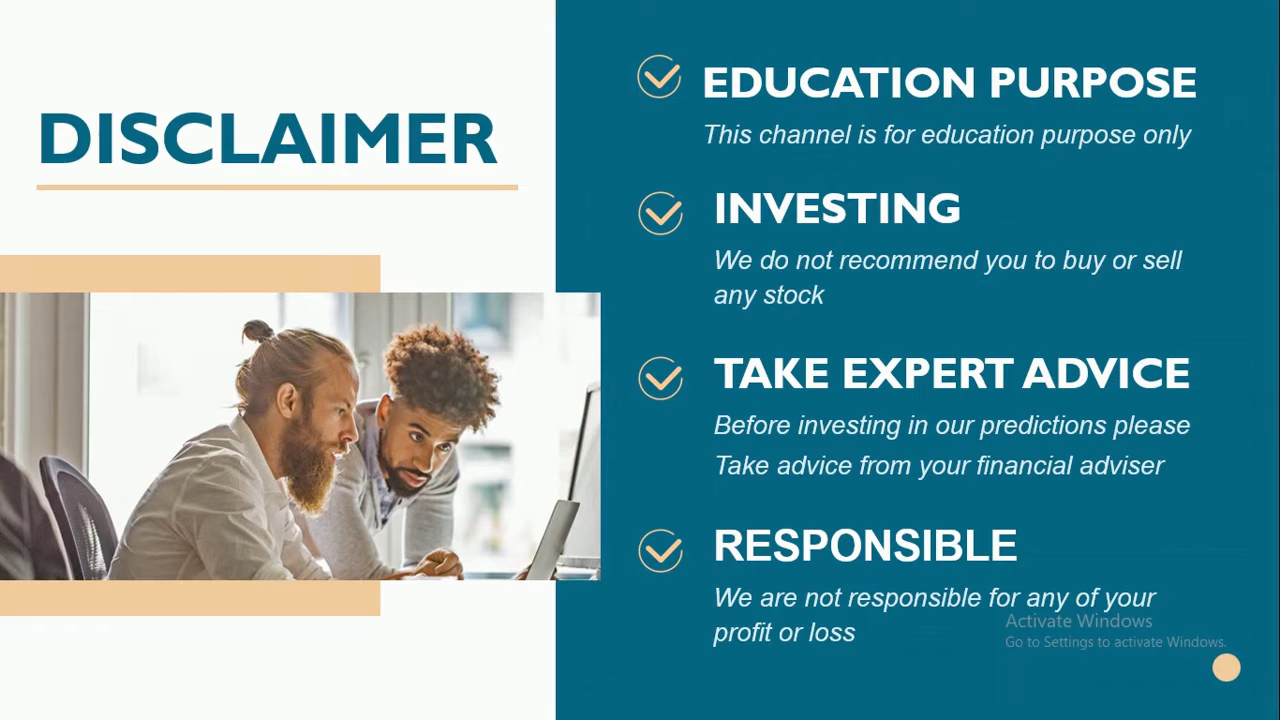 DISCLAIMER
EDUCATION PURPOSE
This channel is for education purpose only
INVESTING
We do not recommend you to buy or sell
any stock
TAKE EXPERT ADVICE
Before investing in our predictions please
Take advice from your financial adviser
RESPONSIBLE
We are not responsible for any of your
profit or loss
Activate Windows
Go to Settings to activate Windows.